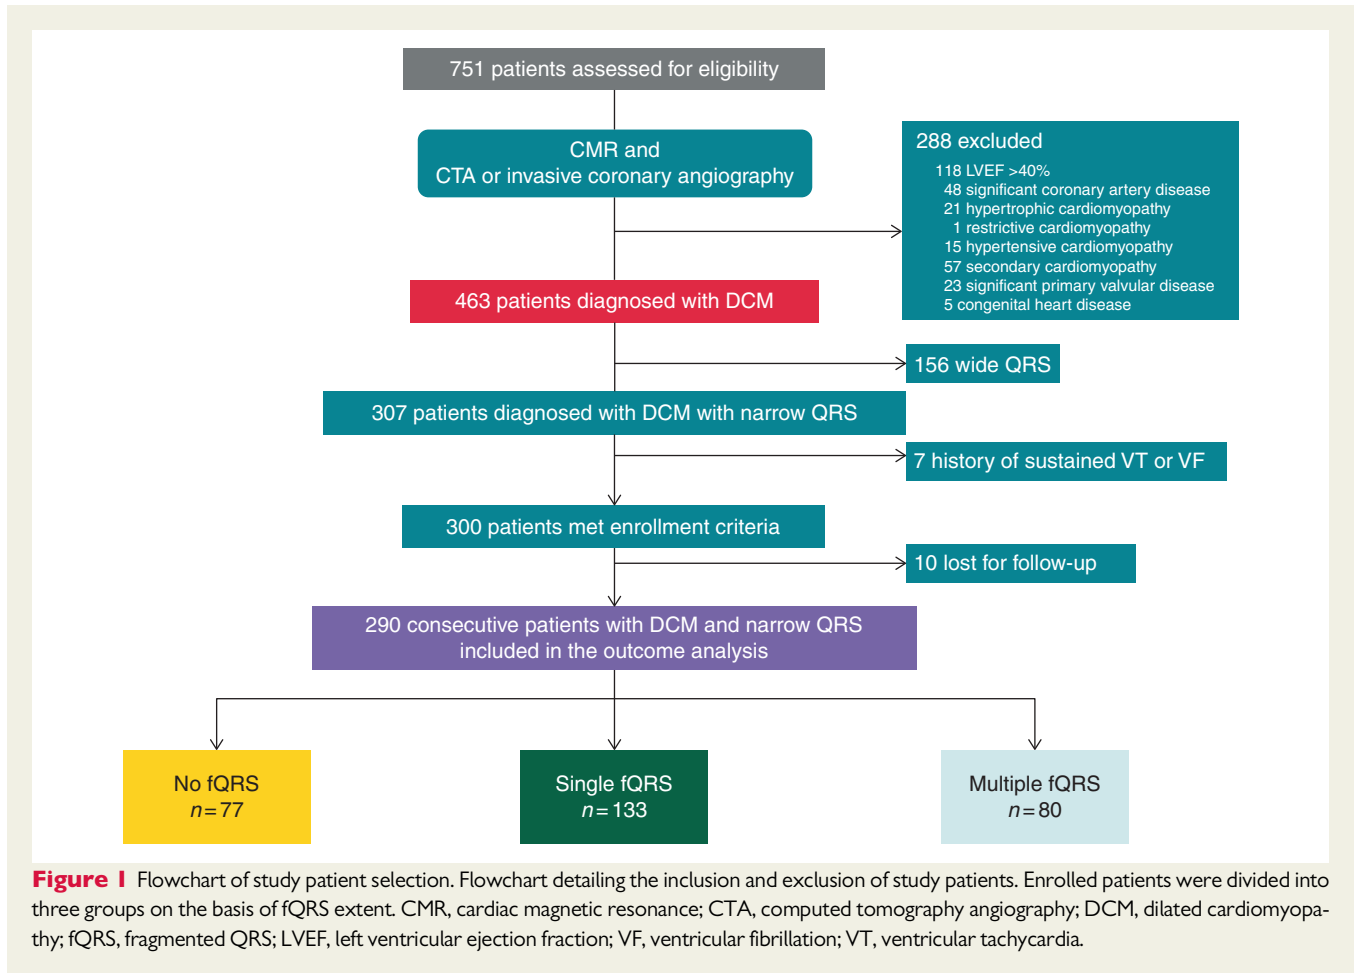 751 patients assessed for eligibility
CMR and
CTA or invasive coronary angiography
288 excluded
118 LVEF >40%
48 significant coronary artery disease
21 hypertrophic cardiomyopathy
1 restrictive cardiomyopathy
15 hypertensive cardiomyopathy
57 secondary cardiomyopathy
23 significant primary valvular disease
5 congenital heart disease
463 patients diagnosed with DCM
156 wide QRS
307 patients diagnosed with DCM with narrow QRS
7 history of sustained VT or VF
300 patients met enrollment criteria
10 lost for follow-up
290 consecutive patients with DCM and narrow QRS
included in the outcome analysis
No fQRS
n = 77
Single fQRS
n = 133
Multiple fQRS
n = 80
Figure 1 Flowchart of study patient selection. Flowchart detailing the inclusion and exclusion of study patients. Enrolled patients were divided into
three groups on the basis of fQRS extent. CMR, cardiac magnetic resonance; CTA, computed tomography angiography; DCM, dilated cardiomyopa-
thy; fQRS, fragmented QRS; LVEF, left ventricular ejection fraction; VF, ventricular fibrillation; VT, ventricular tachycardia.